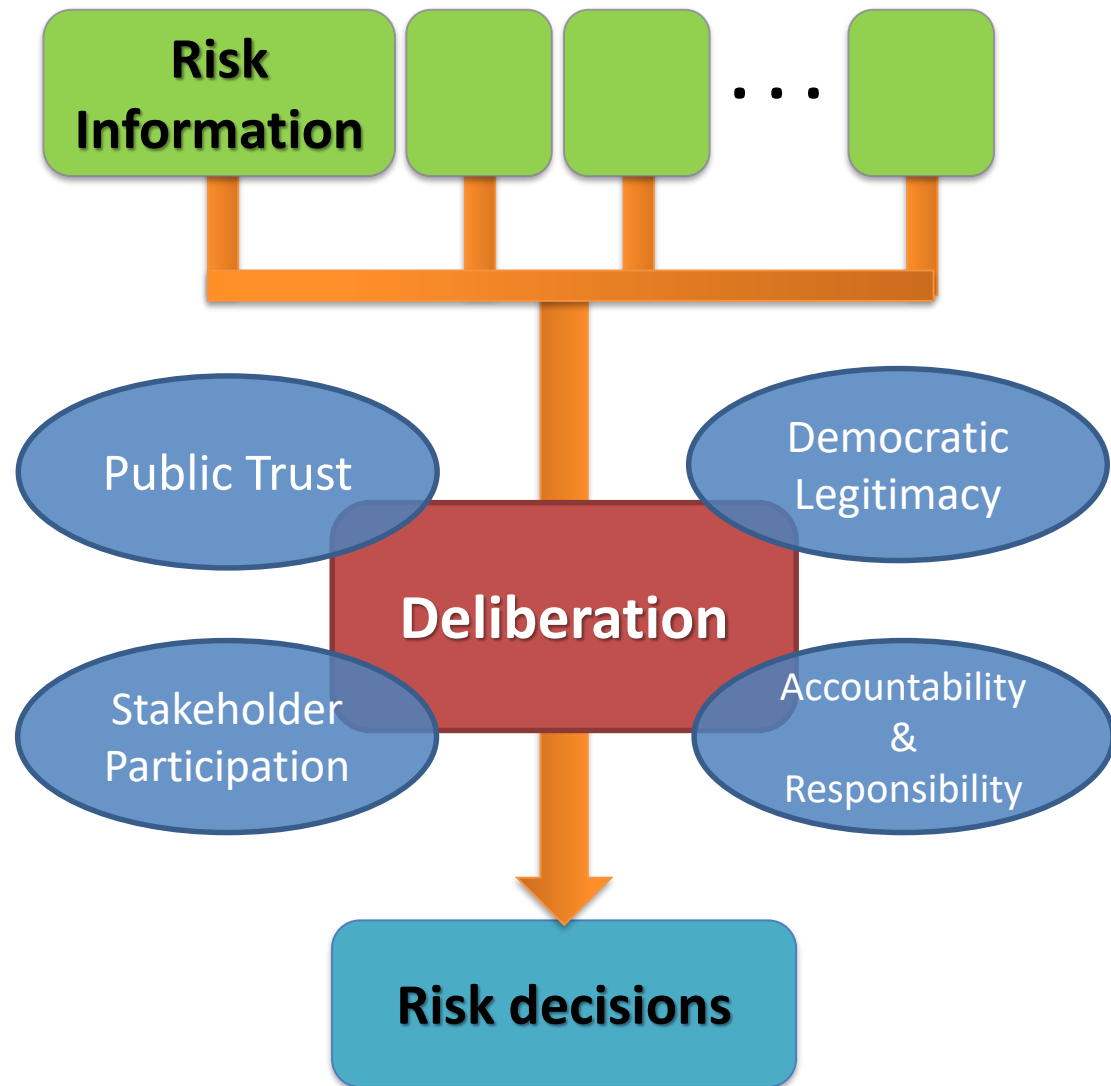 Risk
Information
. . .
Public Trust
Democratic
Legitimacy
Deliberation
Stakeholder
Participation
Accountability
&
Responsibility
Risk decisions